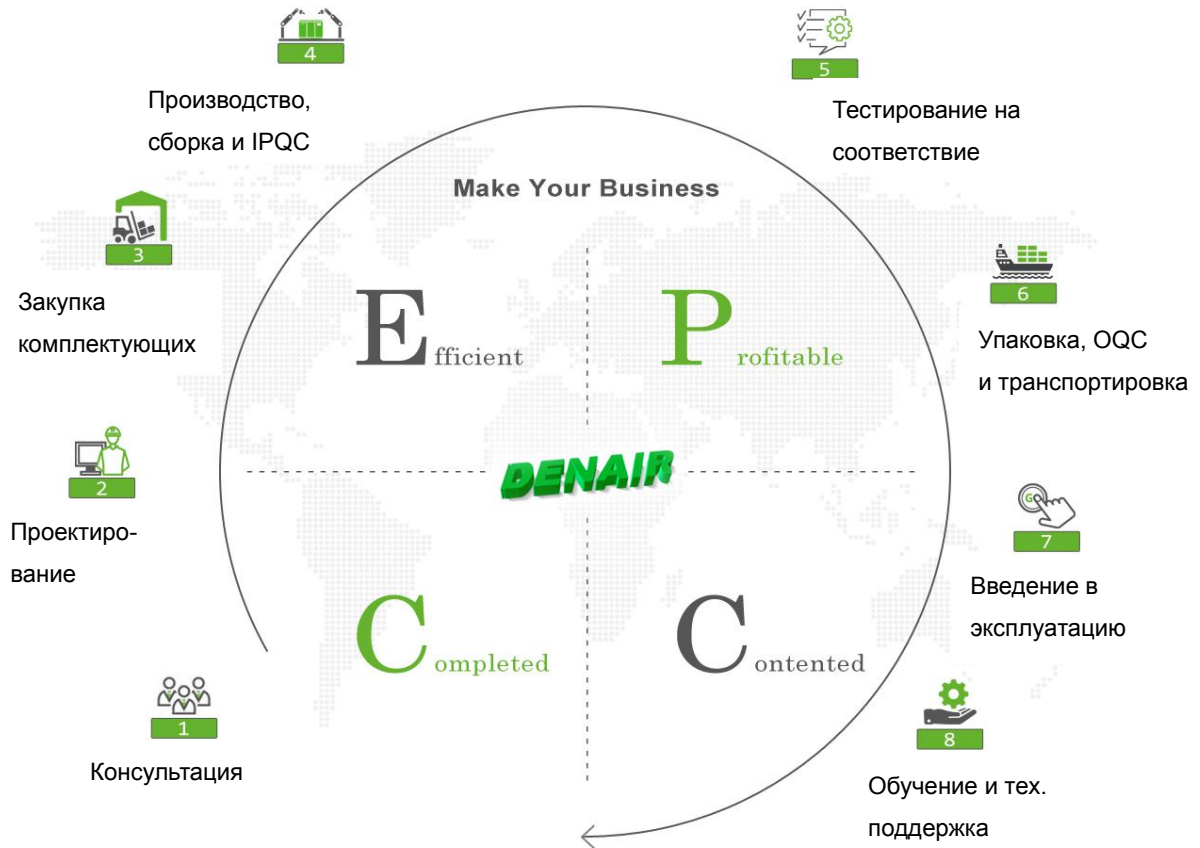 4
Производство,
сборка и IPQC
5
Тестирование на
соответствие
Make Your Business
3
Закупка
комплектующих
Efficient
Profitable
6
Упаковка, OQC
и транспортировка
2
Проектиро-
вание
DENAIR
G
7
Введение в
эксплуатацию
Completed
Contented
1
Консультация
8
Обучение и тех.
поддержка